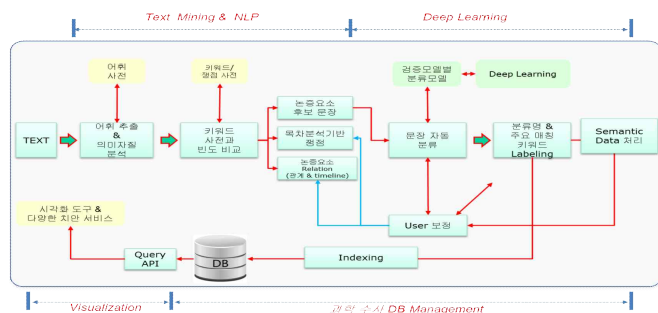 Text Mining & NLP
Deep Learning
어휘
사전
키워드/
쟁점 사전
검증모델별
분류모델
Deep Learning
TEXT
어휘 추출
&
의미자질
분석
키워드
사전과
빈도 비교
논증요소
후보 문장
목차분석기반
쟁점
논증요소
Relation
(관계 & timeline)
문장 자동
분류
분류명 &
주요 매칭
키워드
Labeling
Semantic
Data 처리
시각화 도구 &
다양한 치안 서비스
User 보정
Query
API
DB
Indexing
Visualization
과학 수사 DB Management